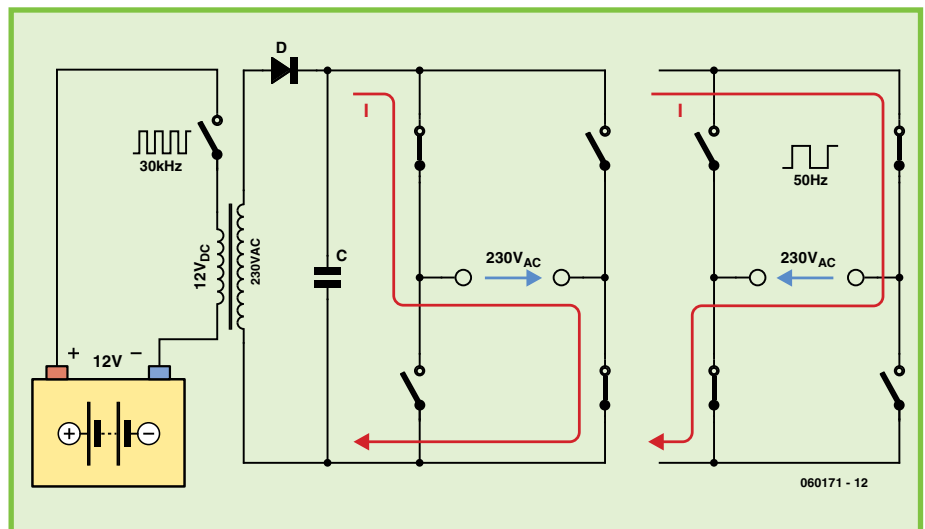 D
I
I
30kHz
50Hz
12VDC
230VAC
C
230VAC
230VAC
+ 12V −
+ −
060171 - 12